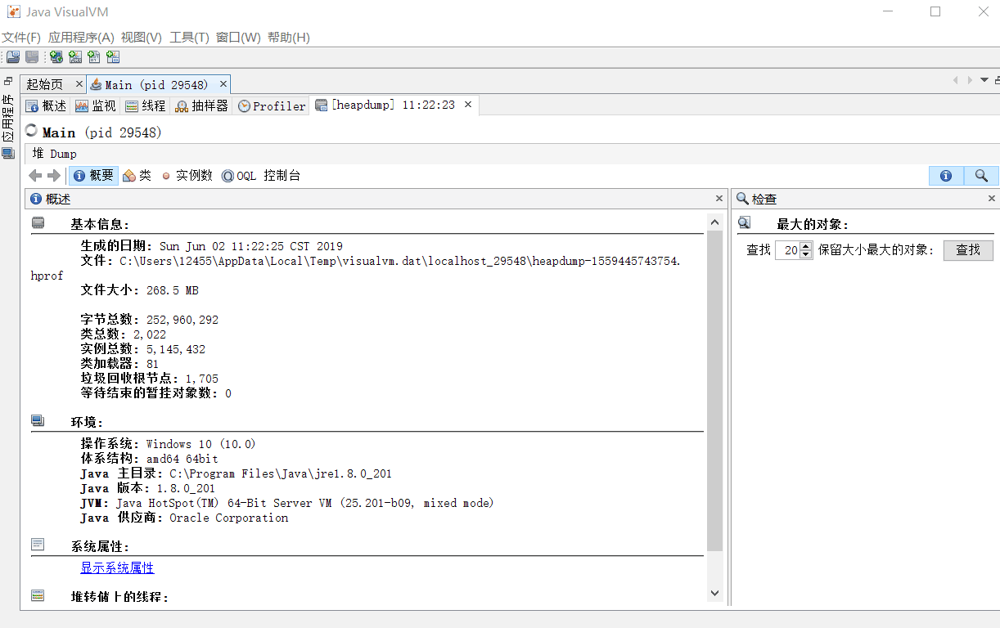 Java VisualVM
文件(F) 应用程序(A) 视图(V) 工具(T) 窗口(W) 帮助(H)
起始页 Main (pid 29548)
应用程序
概述 监视 线程 抽样器 Profiler [heapdump] 11:22:23
Main (pid 29548)
堆 Dump
概要 类 实例数 OQL 控制台
概述
基本信息:
生成的日期: Sun Jun 02 11:22:25 CST 2019
文件: C:\Users\12455\AppData\Local\Temp\visualvm.dat\localhost_29548\heapdump-1559445743754.
hprof
文件大小: 268.5 MB
字节总数: 252,960,292
类总数: 2,022
实例总数: 5,145,432
类加载器: 81
垃圾回收根节点: 1,705
等待结束的暂挂对象数: 0
环境:
操作系统: Windows 10 (10.0)
体系结构: amd64 64bit
Java 主目录: C:\Program Files\Java\jre1.8.0_201
Java 版本: 1.8.0_201
JVM: Java HotSpot(TM) 64-Bit Server VM (25.201-b09, mixed mode)
Java 供应商: Oracle Corporation
系统属性:
显示系统属性
堆转储上的线程:
检查
最大的对象:
查找 20 保留大小最大的对象: 查找